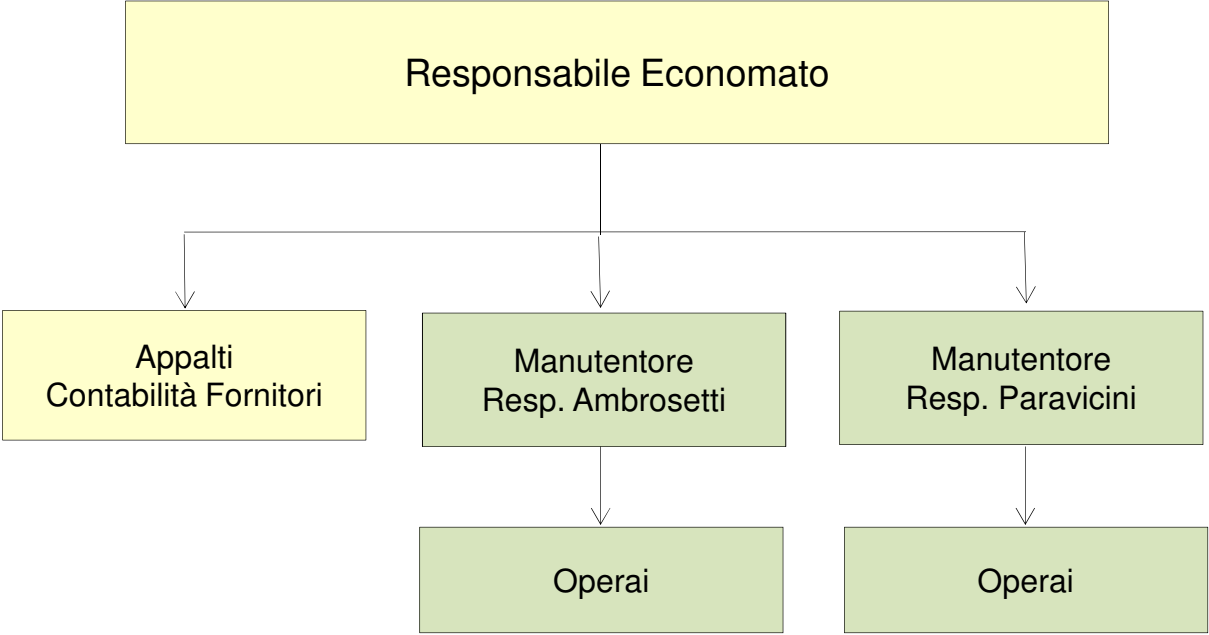 Responsabile Economato
Appalti
Contabilità Fornitori
Manutentore
Resp. Ambrosetti
Manutentore
Resp. Paravicini
Operai
Operai